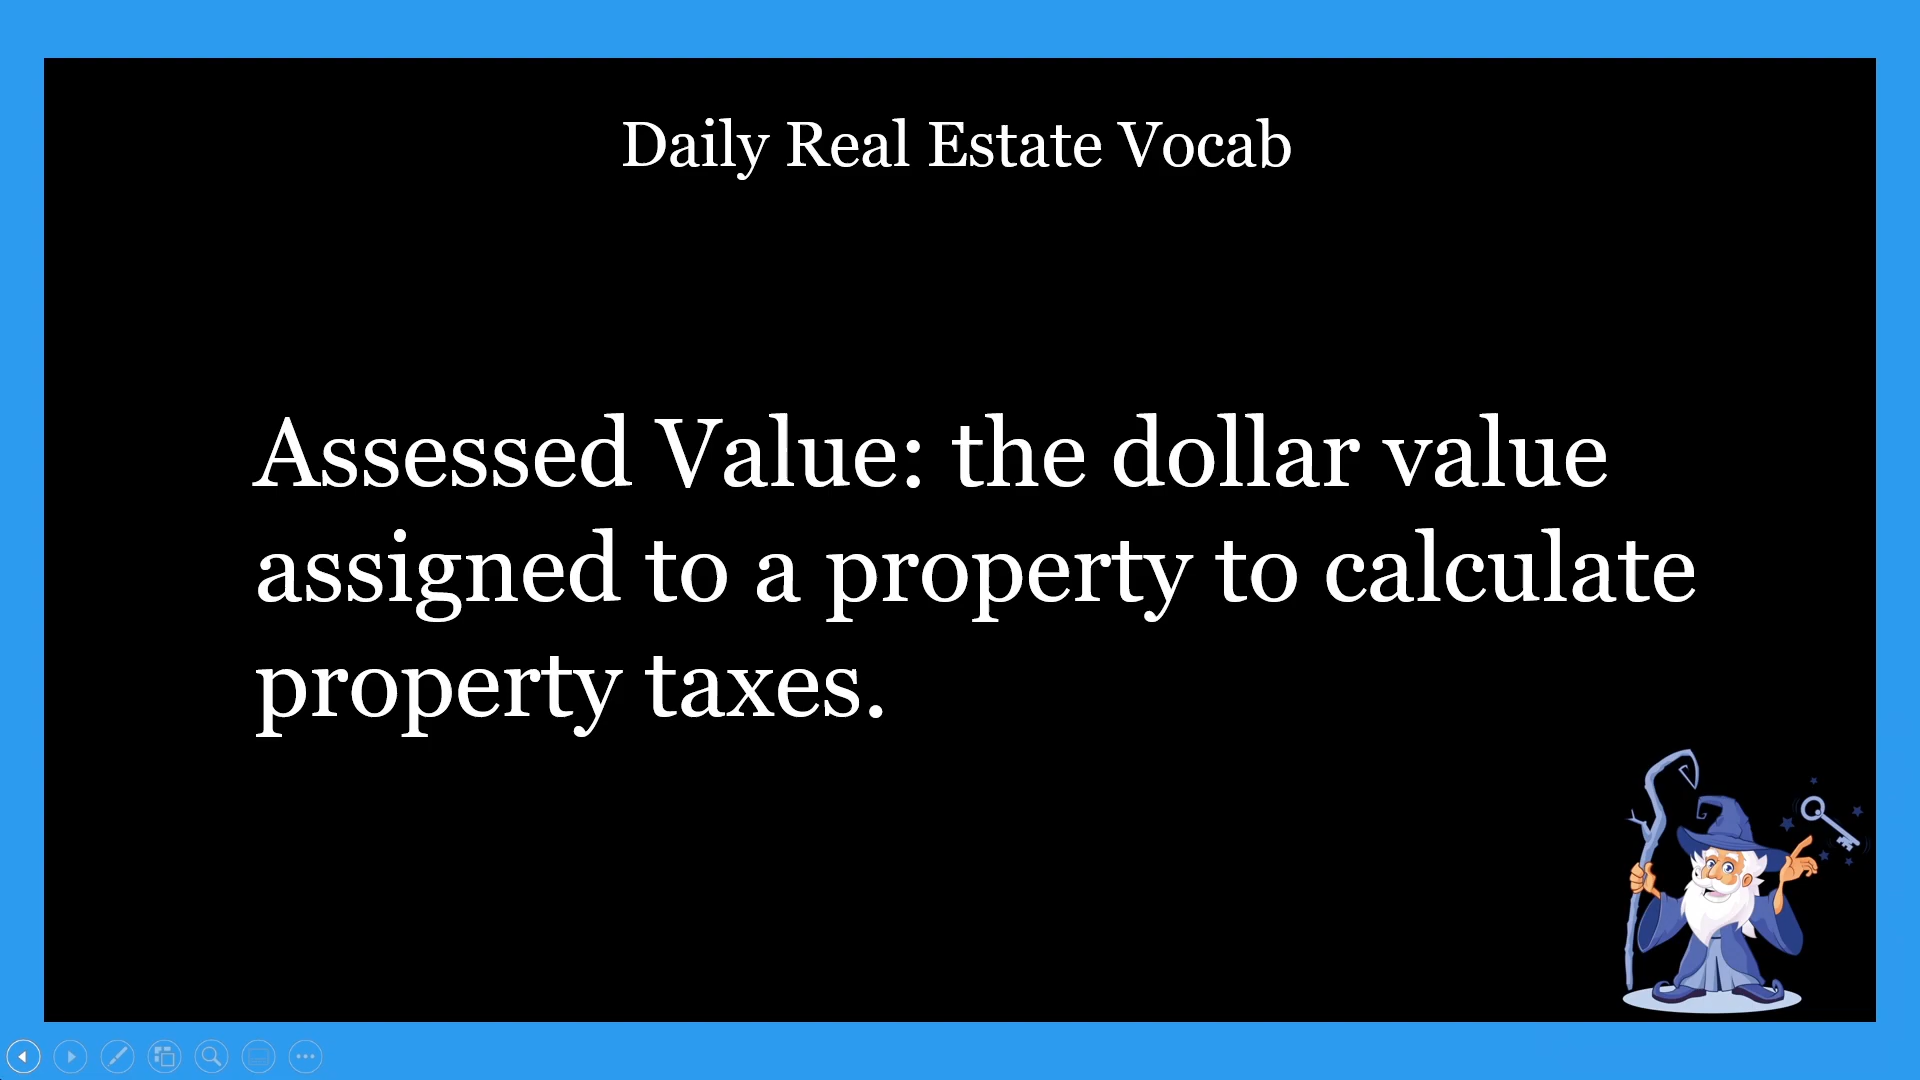 Daily Real Estate Vocab
Assessed Value: the dollar value
assigned to a property to calculate
property taxes.